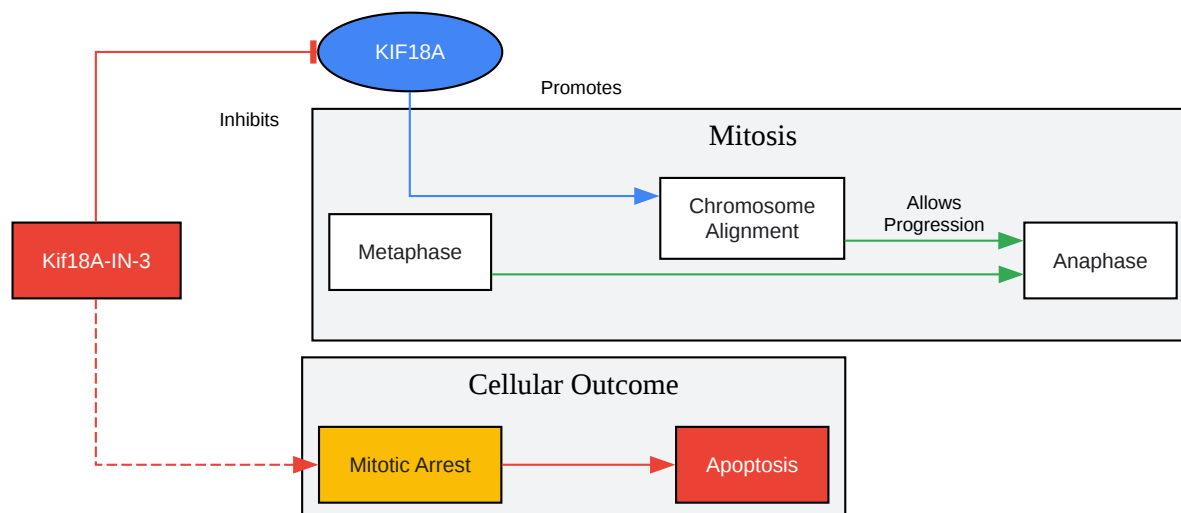 KIF18A
Promotes
Inhibits
Mitosis
Chromosome
Alignment
Allows
Progression
Metaphase
Kif18A-IN-3
Anaphase
Cellular Outcome
Mitotic Arrest
Apoptosis